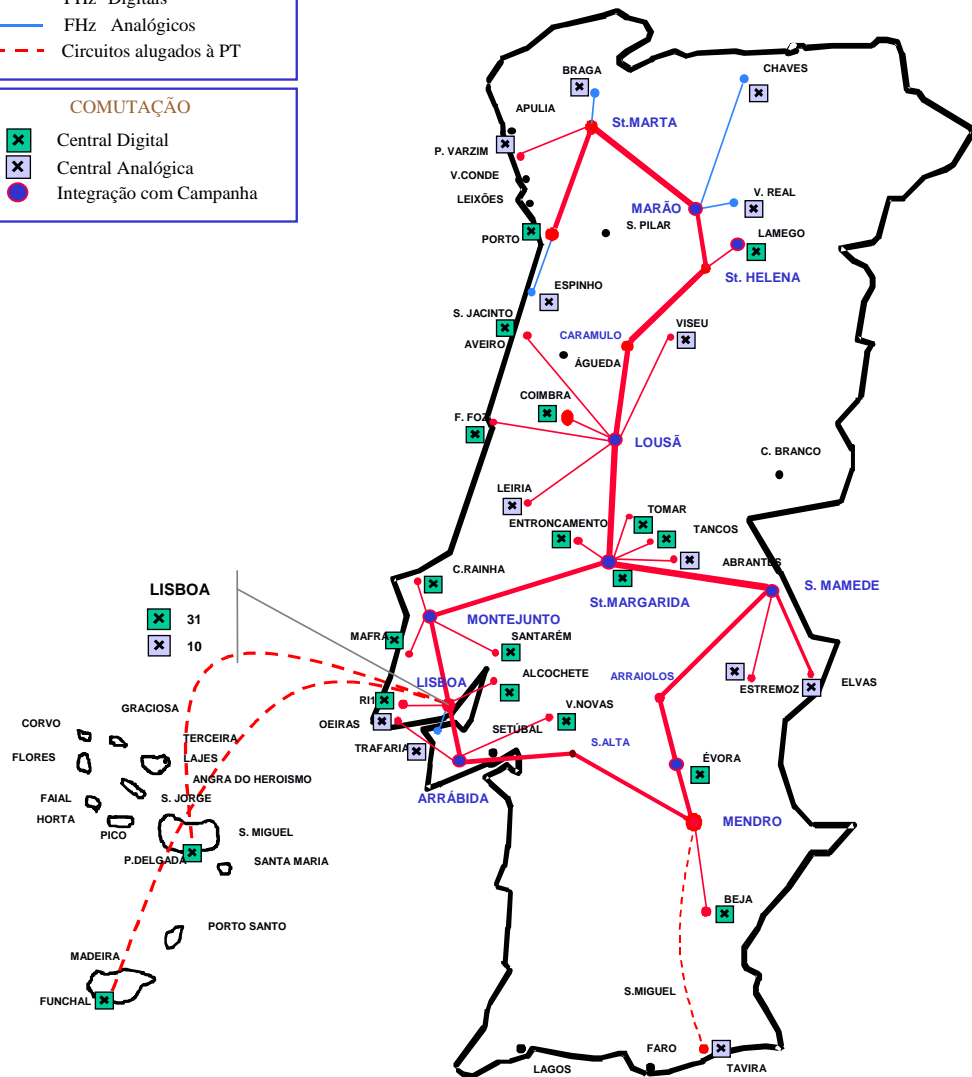 FHz Digitais
FHz Analógicos
Circuitos alugados à PT
COMUTAÇÃO
Central Digital
Central Analógica
Integração com Campanha
BRAGA
CHAVES
APULIA
St.MARTA
P. VARZIM
V.CONDE
LEIXÕES
V. REAL
MARÃO
S. PILAR
LAMEGO
PORTO
St. HELENA
ESPINHO
S. JACINTO
VISEU
CARAMULO
AVEIRO
ÁGUEDA
COIMBRA
F. FOZ
LOUSÃ
C. BRANCO
LEIRIA
TOMAR
ENTRONCAMENTO
TANCOS
ABRANTES
C.RAINHA
S. MAMEDE
LISBOA
St.MARGARIDA
31
MONTEJUNTO
10
MAFRA
SANTARÉM
ALCOCHETE
LISBOA
ARRAIOLOS
ESTREMOZ
ELVAS
RI1
V.NOVAS
GRACIOSA
OEIRAS
CORVO
SETÚBAL
TERCEIRA
TRAFARIA
S.ALTA
FLORES
LAJES
ÉVORA
ANGRA DO HEROISMO
FAIAL
S. JORGE
ARRÁBIDA
HORTA
MENDRO
PICO
S. MIGUEL
P.DELGADA
SANTA MARIA
BEJA
PORTO SANTO
MADEIRA
S.MIGUEL
FUNCHAL
FARO
LAGOS
TAVIRA